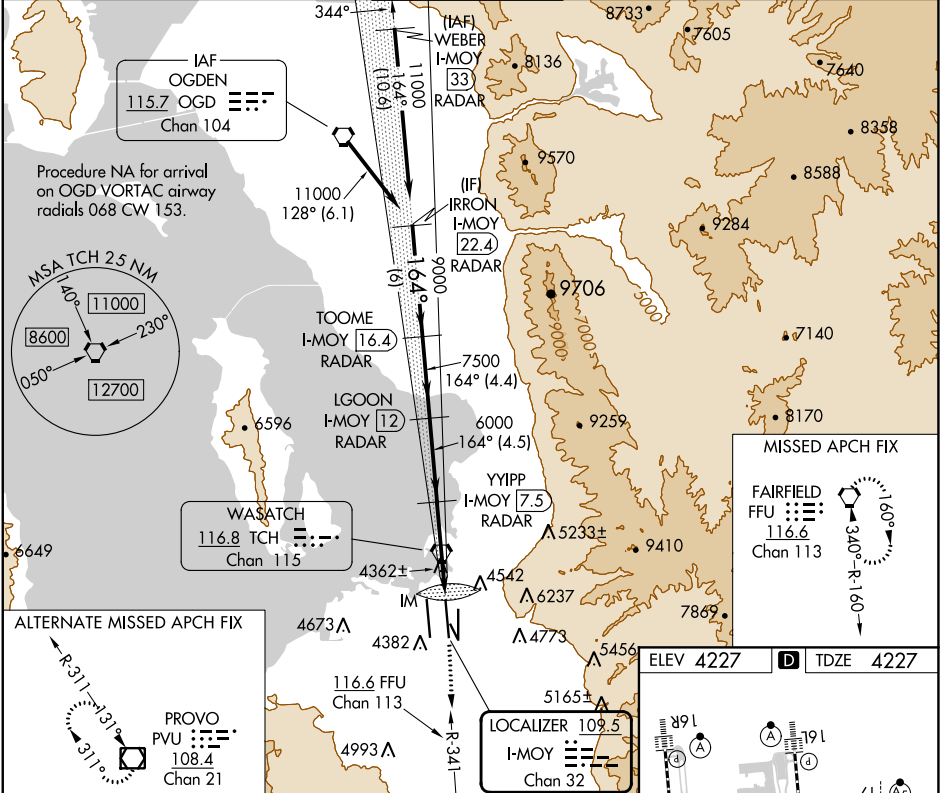 344°
(IAF)
WEBER
I-MOY
33
RADAR
11000
164°
(10.6)
8733
7605
8136
7640
8358
IAF
OGDEN
115.7 OGD
Chan 104
Procedure NA for arrival
on OGD VORTAC airway
radials 068 CW 153.
11000
128° (6.1)
9570
8588
9284
(IF)
IRRON
I-MOY
22.4
RADAR
164°
(6)
9000
MSA TCH 25 NM
140°
11000
8600
230°
050°
12700
9706
9000
7000
5000
7140
TOOME
I-MOY 16.4
RADAR
7500
164° (4.4)
LGOON
I-MOY 12
RADAR
6000
164° (4.5)
6596
9259
8170
YYIPP
I-MOY 7.5
RADAR
MISSED APCH FIX
FAIRFIELD
FFU
116.6
Chan 113
160°
340°
R-160
WASATCH
116.8 TCH
Chan 115
6649
5233±
9410
4362±
4542
IM
6237
7869
4673
4382
4773
5456
5165±
ALTERNATE MISSED APCH FIX
R-311
131°
311°
PROVO
PVU
108.4
Chan 21
116.6 FFU
Chan 113
R-341
4993
LOCALIZER 109.5
I-MOY
Chan 32
ELEV 4227
D
TDZE 4227
16R
16L
A
A
P
P
17
A5